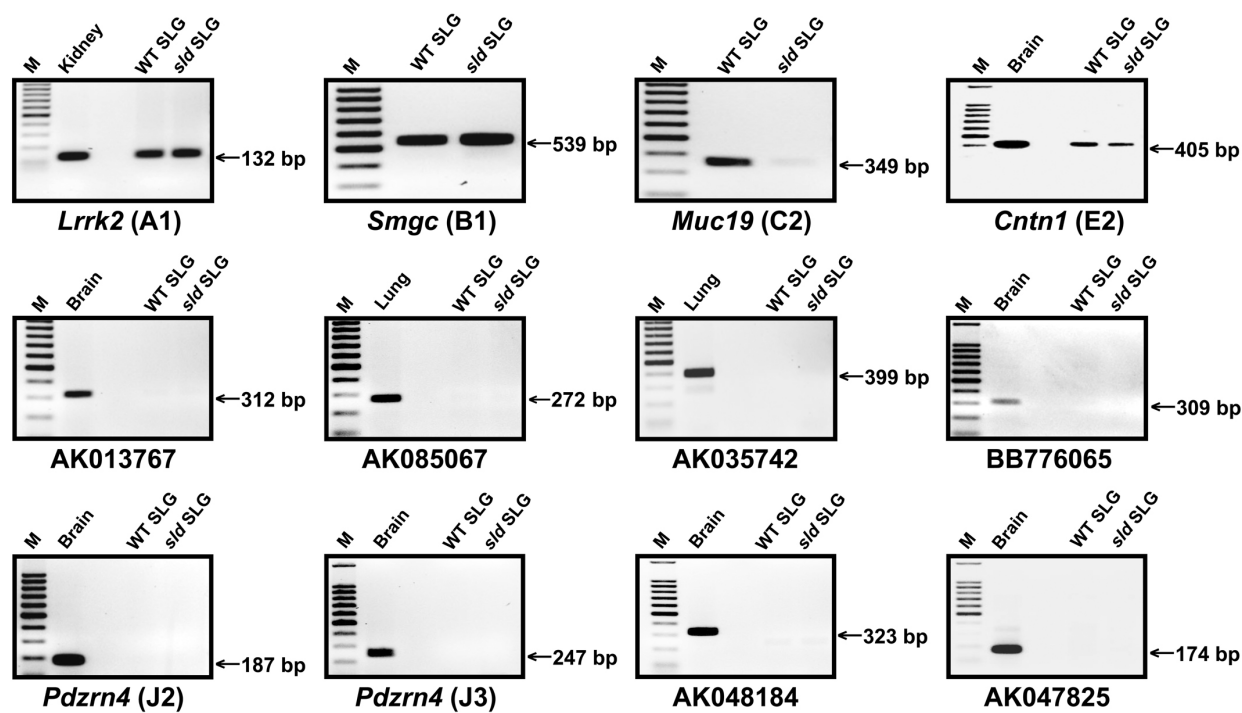 M Kidney WT SLG sld SLG
←132 bp
Lrrk2 (A1)
M WT SLG sld SLG
←539 bp
Smgc (B1)
M WT SLG sld SLG
←349 bp
Muc19 (C2)
M Brain WT SLG sld SLG
←405 bp
Cntn1 (E2)
M Brain WT SLG sld SLG
←312 bp
AK013767
M Lung WT SLG sld SLG
←272 bp
AK085067
M Lung WT SLG sld SLG
←399 bp
AK035742
M Brain WT SLG sld SLG
←309 bp
BB776065
M Brain WT SLG sld SLG
←187 bp
Pdzrn4 (J2)
M Brain WT SLG sld SLG
←247 bp
Pdzrn4 (J3)
M Brain WT SLG sld SLG
←323 bp
AK048184
M Brain WT SLG sld SLG
←174 bp
AK047825